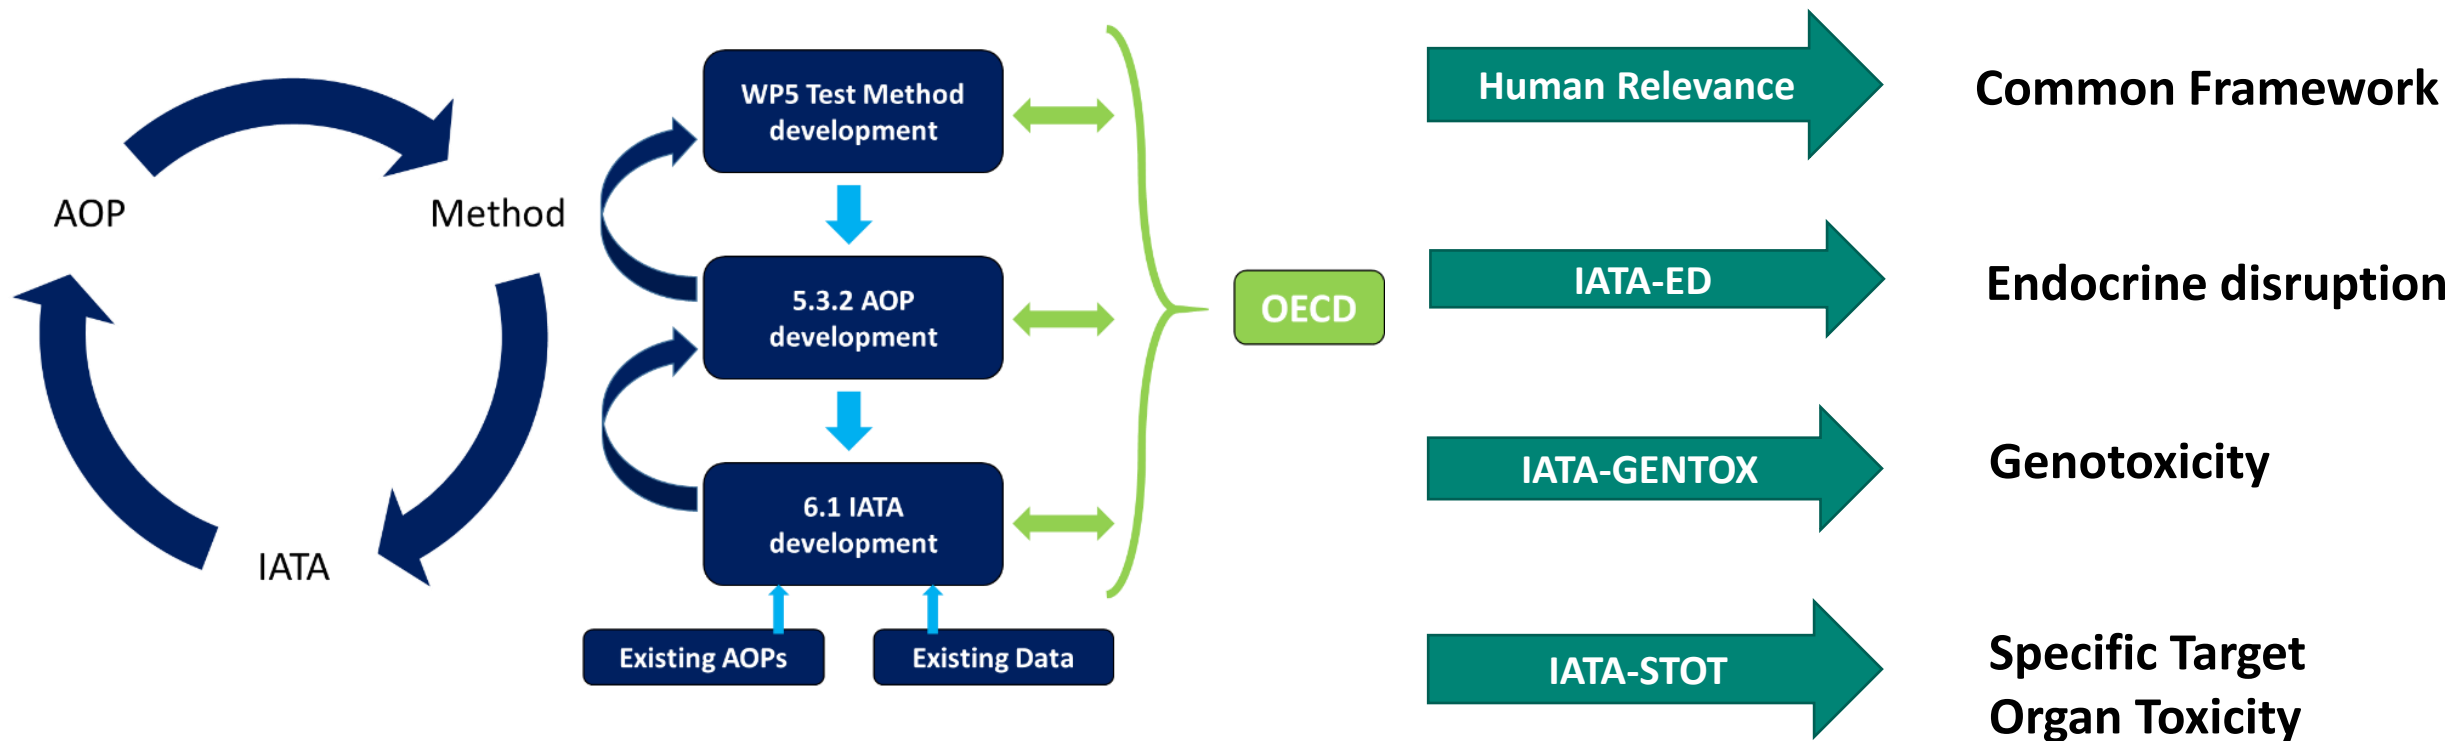 AOP
Method
IATA
WP5 Test Method
development
5.3.2 AOP
development
6.1 IATA
development
Existing AOPs
Existing Data
OECD
Human Relevance
Common Framework
IATA-ED
Endocrine disruption
IATA-GENTOX
Genotoxicity
IATA-STOT
Specific Target
Organ Toxicity